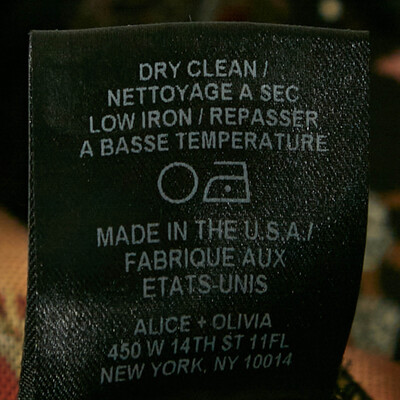 DRY CLEAN /
NETTOYAGE A SEC
LOW IRON / REPASSER
A BASSE TEMPERATURE
MADE IN THE U.S.A./
FABRIQUE AUX
ETATS-UNIS
ALICE + OLIVIA
450 W 14TH ST 11FL
NEW YORK, NY 10014